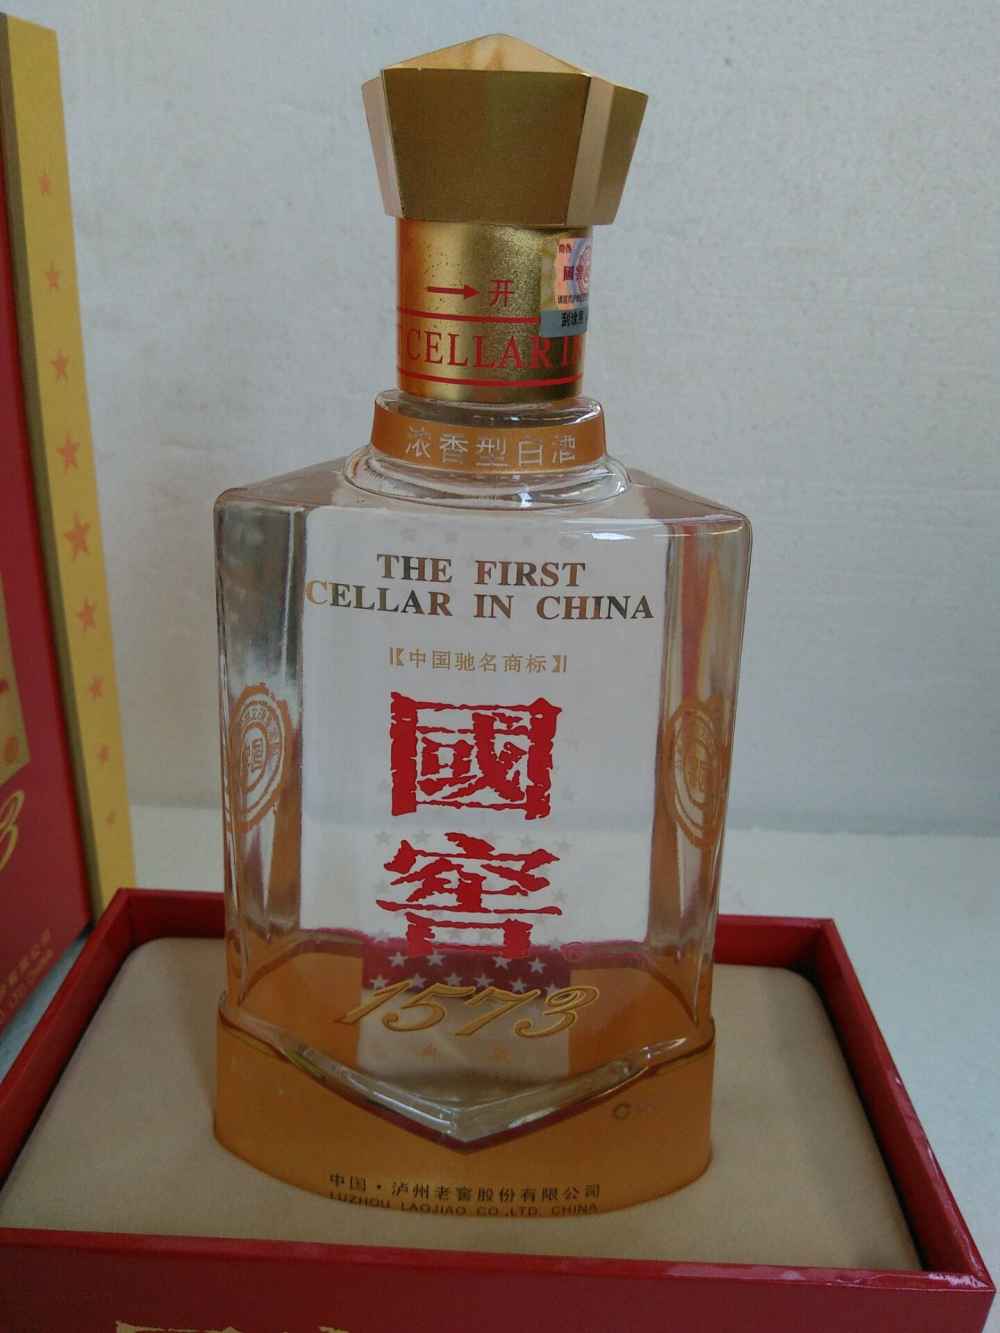 开
CELLAR IN
浓香型白酒
THE FIRST
CELLAR IN CHINA
【中国驰名商标】
國
窖
1573
中国·泸州老窖股份有限公司
LUZHOU LAOJIAO CO.,LTD. CHINA